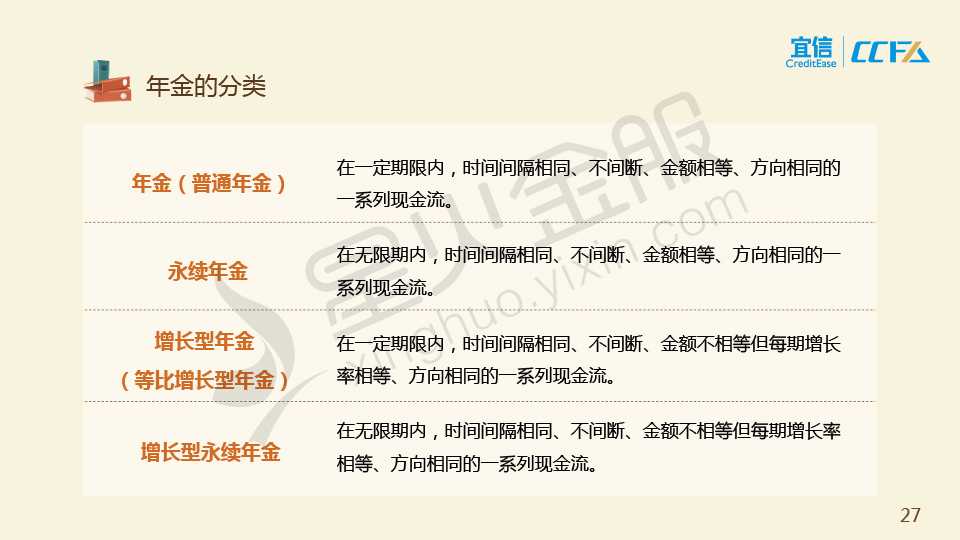 宜信
CreditEase
CCFA
年金的分类
年金（普通年金）
在一定期限内，时间间隔相同、不间断、金额相等、方向相同的
一系列现金流。
永续年金
在无限期内，时间间隔相同、不间断、金额相等、方向相同的一
系列现金流。
增长型年金
（等比增长型年金）
在一定期限内，时间间隔相同、不间断、金额不相等但每期增长
率相等、方向相同的一系列现金流。
增长型永续年金
在无限期内，时间间隔相同、不间断、金额不相等但每期增长率
相等、方向相同的一系列现金流。
星火金服
xinghuo.yixin.com
27